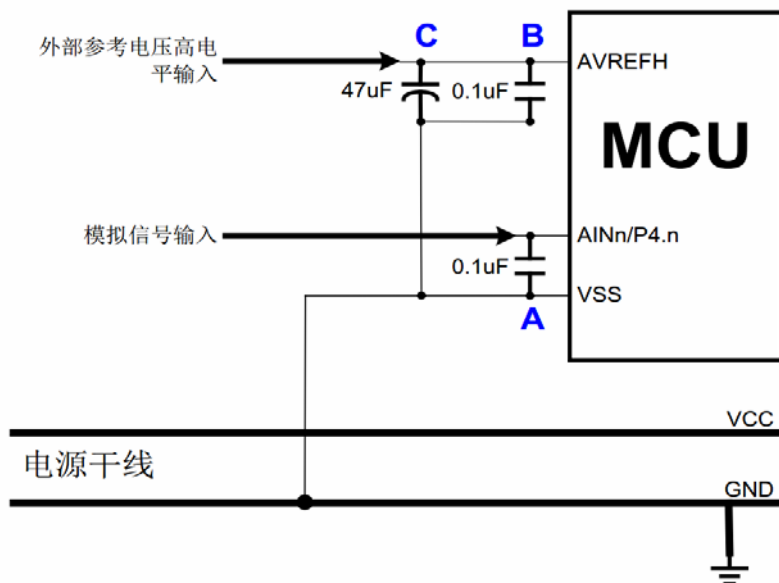 外部参考电压高电
平输入
C
B
AVREFH
47uF
0.1uF
MCU
模拟信号输入
AINn/P4.n
0.1uF
VSS
A
VCC
电源干线
GND